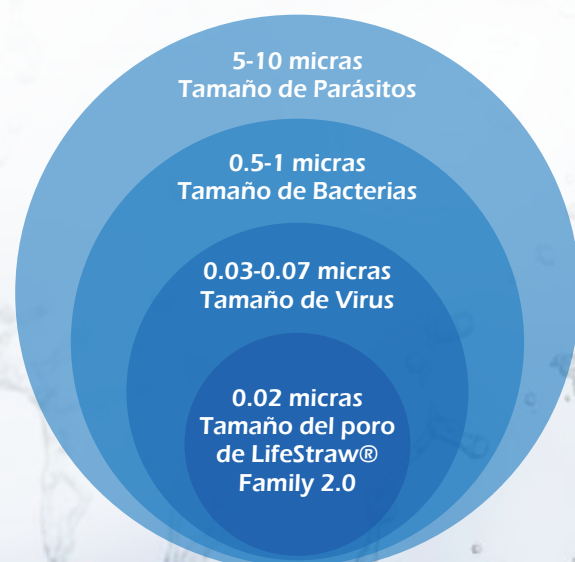 5-10 micras
Tamaño de Parásitos
0.5-1 micras
Tamaño de Bacterias
0.03-0.07 micras
Tamaño de Virus
0.02 micras
Tamaño del poro
de LifeStraw®
Family 2.0